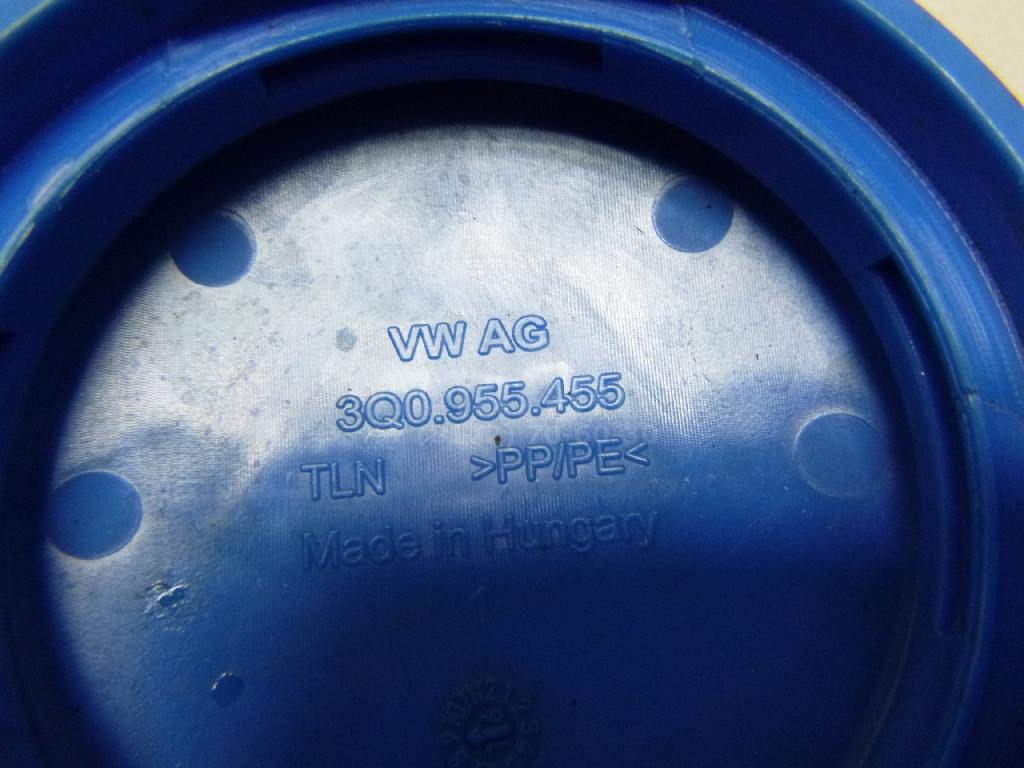 VW AG
3Q0.955.455
TLN >PP/PE<
Made in Hungary
1